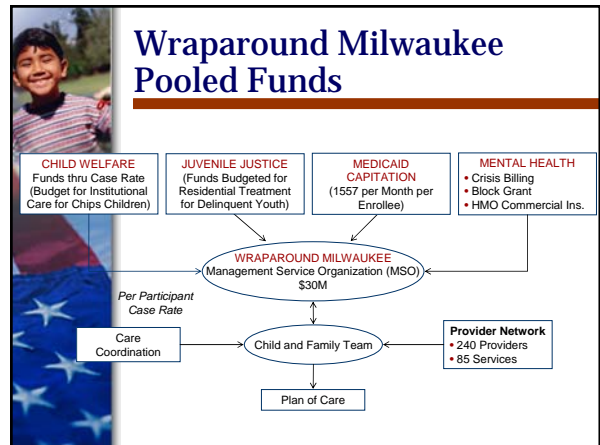 Wraparound Milwaukee
Pooled Funds
CHILD WELFARE
Funds thru Case Rate
(Budget for Institutional
Care for Chips Children)
JUVENILE JUSTICE
(Funds Budgeted for
Residential Treatment
for Delinquent Youth)
MEDICAID
CAPITATION
(1557 per Month per
Enrollee)
MENTAL HEALTH
• Crisis Billing
• Block Grant
• HMO Commercial Ins.
WRAPAROUND MILWAUKEE
Management Service Organization (MSO)
$30M
Per Participant
Case Rate
Care
Coordination
Child and Family Team
Provider Network
• 240 Providers
• 85 Services
Plan of Care